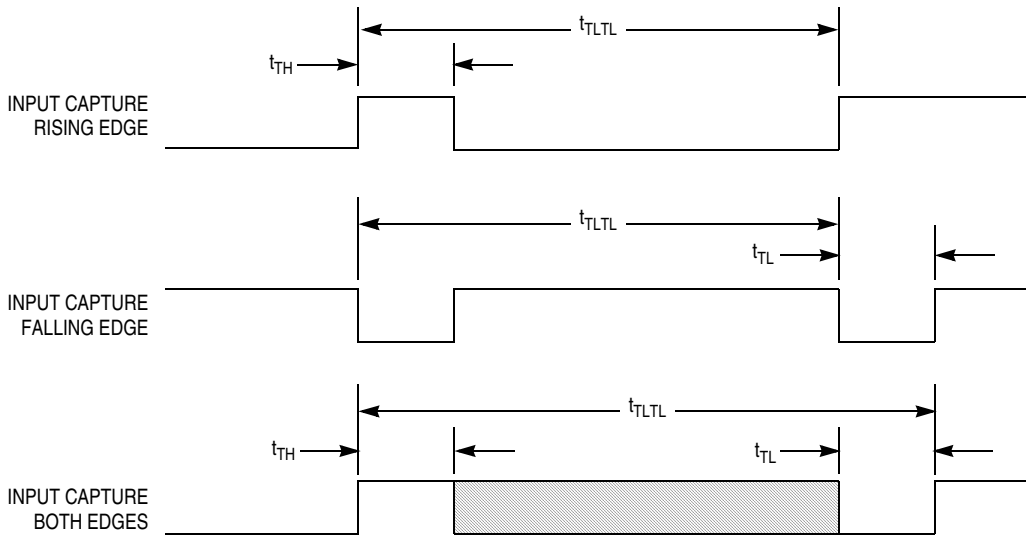 tTLTL
tTH
INPUT CAPTURE
RISING EDGE
tTLTL
tTL
INPUT CAPTURE
FALLING EDGE
tTLTL
tTH
tTL
INPUT CAPTURE
BOTH EDGES